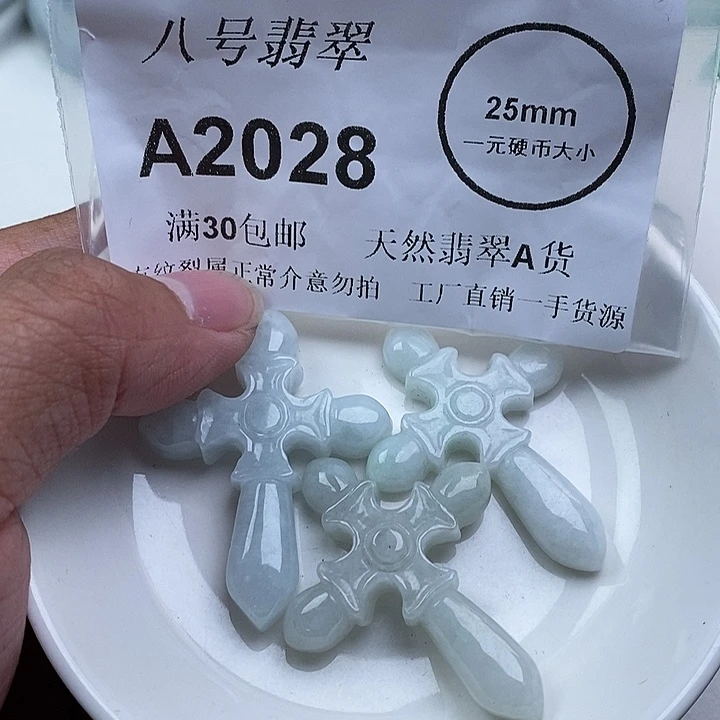 八号翡翠
A2028
25mm
一元硬币大小
满30包邮
天然翡翠A货
纹裂属正常介意勿拍
工厂直销一手货源